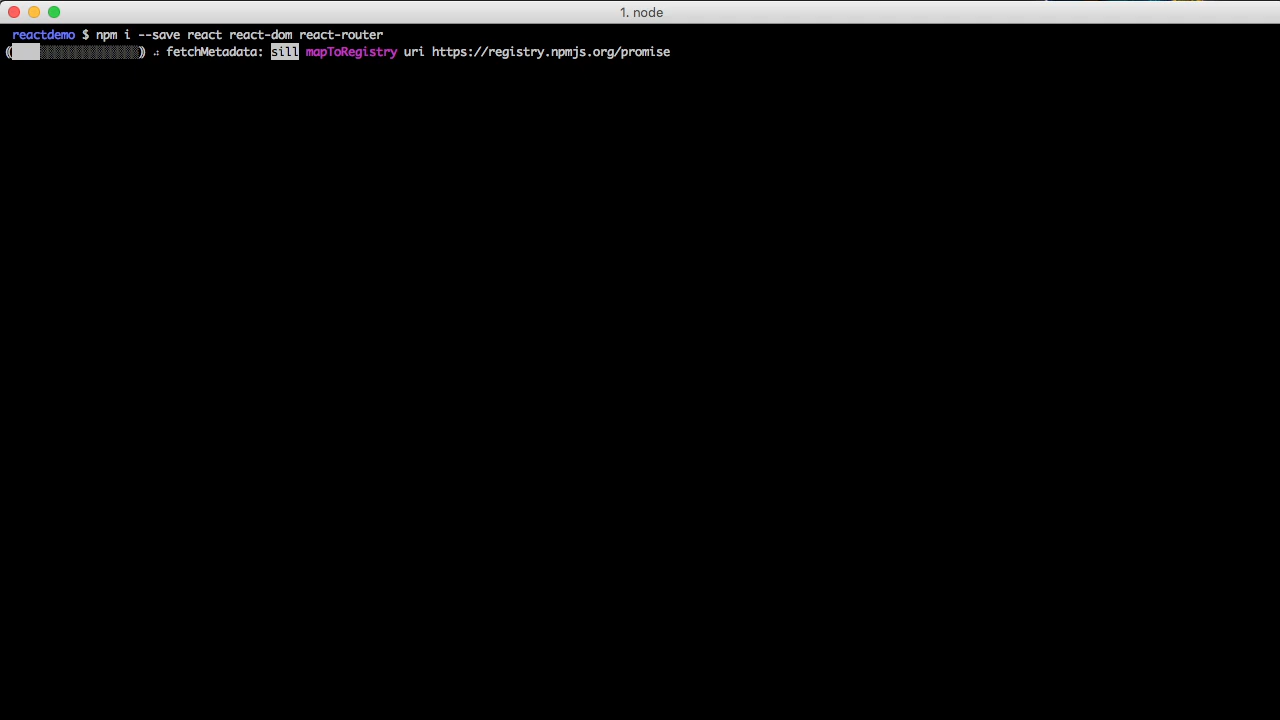 1. node
reactdemo $ npm i --save react react-dom react-router
fetchMetadata: sill mapToRegistry uri https://registry.npmjs.org/promise